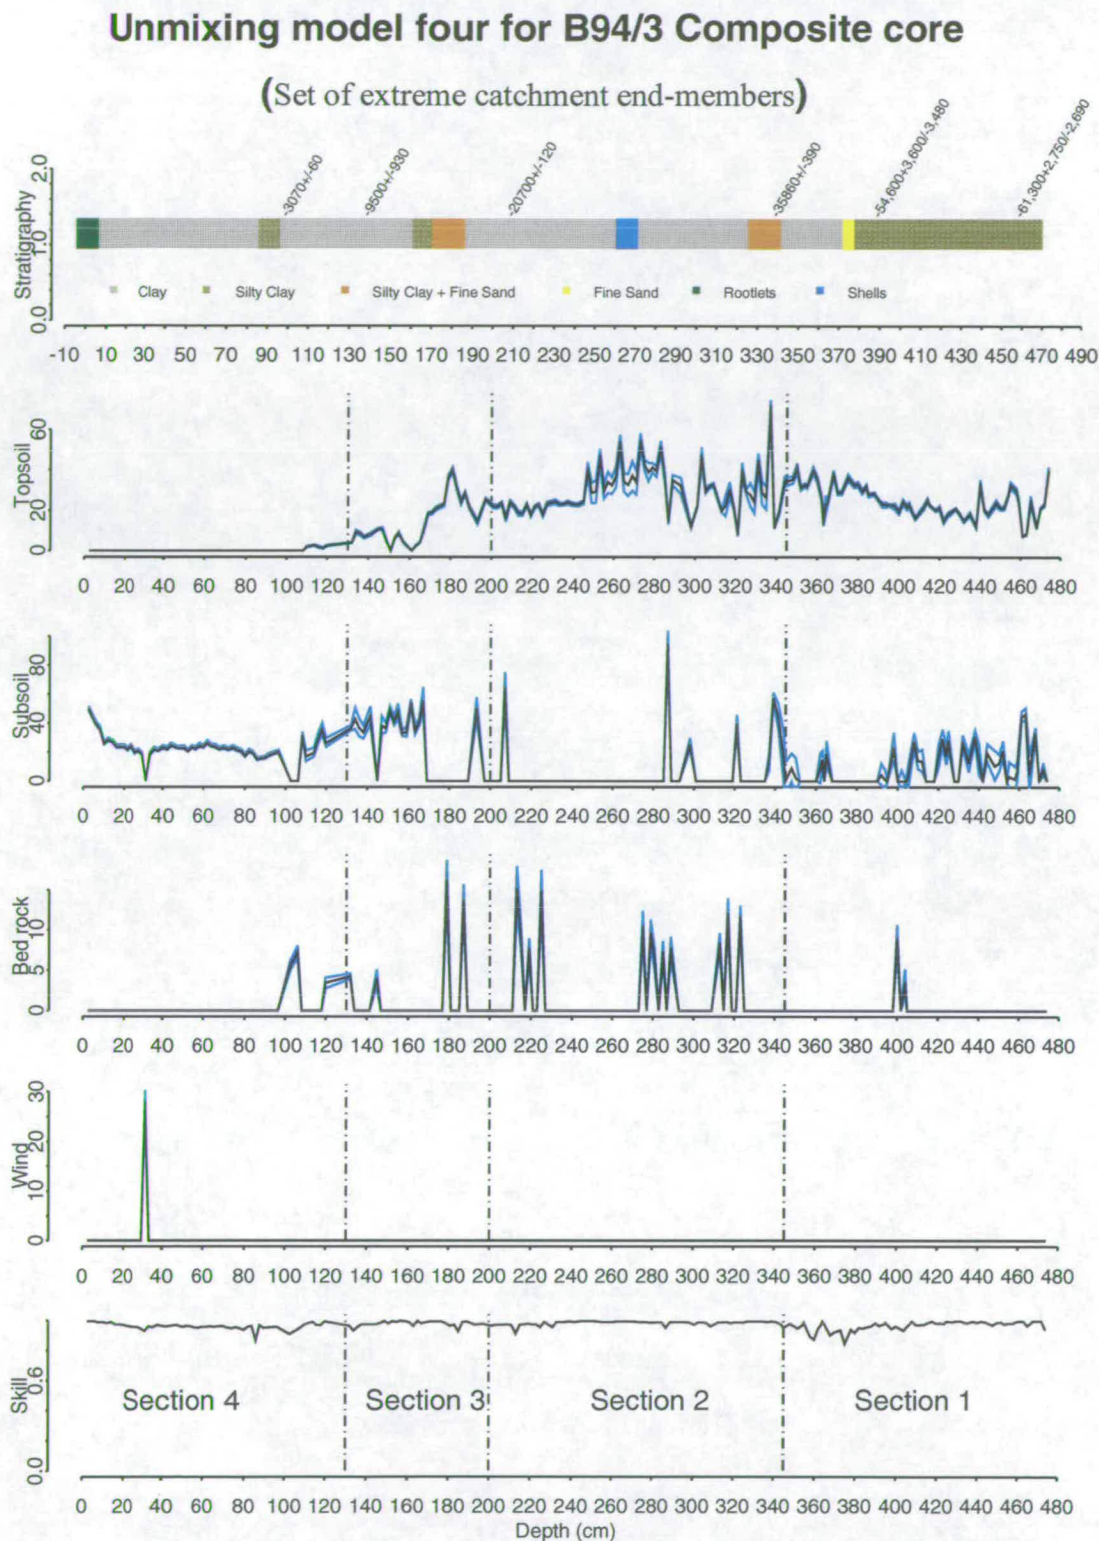 Unmixing model four for B94/3 Composite core
(Set of extreme catchment end-members)
-3070+/-60
-9500+/-930
-20700+/-120
-35860+/-390
-54,600+3,600/-3,480
-61,300+2,750/-2,690
Stratigraphy
0.0 1.0 2.0
Clay Silty Clay Silty Clay + Fine Sand Fine Sand Rootlets Shells
-10 10 30 50 70 90 110 130 150 170 190 210 230 250 270 290 310 330 350 370 390 410 430 450 470 490
Topsoil
0 20 60
0 20 40 60 80 100 120 140 160 180 200 220 240 260 280 300 320 340 360 380 400 420 440 460 480
Subsoil
0 40 80
0 20 40 60 80 100 120 140 160 180 200 220 240 260 280 300 320 340 360 380 400 420 440 460 480
Bed rock
0 5 10
0 20 40 60 80 100 120 140 160 180 200 220 240 260 280 300 320 340 360 380 400 420 440 460 480
Wind
0 10 20 30
0 20 40 60 80 100 120 140 160 180 200 220 240 260 280 300 320 340 360 380 400 420 440 460 480
Skill
0.0 0.6
Section 4 Section 3 Section 2 Section 1
0 20 40 60 80 100 120 140 160 180 200 220 240 260 280 300 320 340 360 380 400 420 440 460 480
Depth (cm)